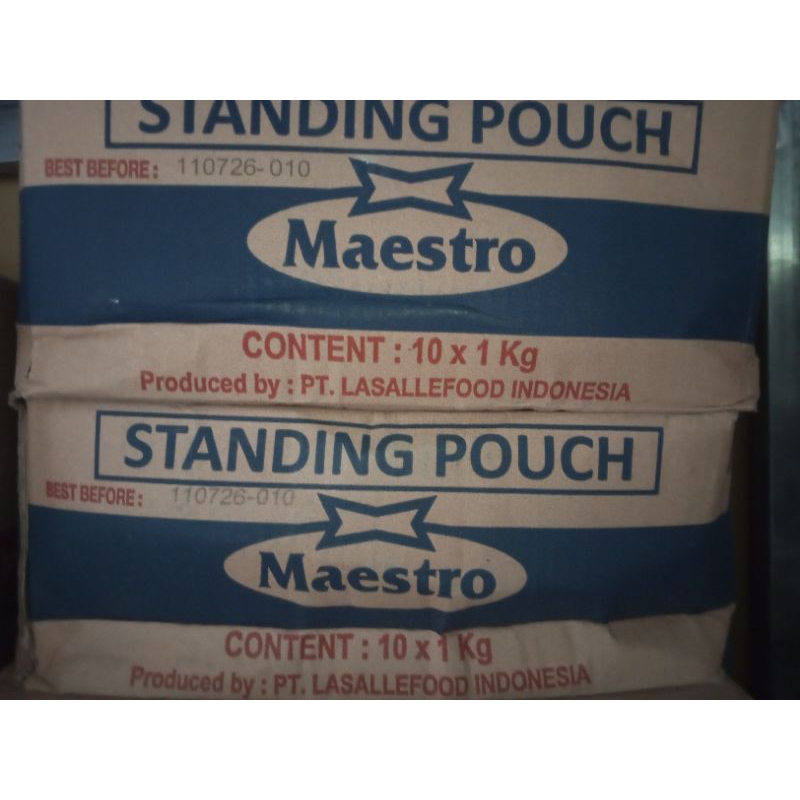 STANDING POUCH
BEST BEFORE : 110726-010
Maestro
CONTENT : 10 x 1 Kg
Produced by : PT. LASALLEFOOD INDONESIA
STANDING POUCH
BEST BEFORE : 110726-010
Maestro
CONTENT : 10 x 1 Kg
Produced by : PT. LASALLEFOOD INDONESIA